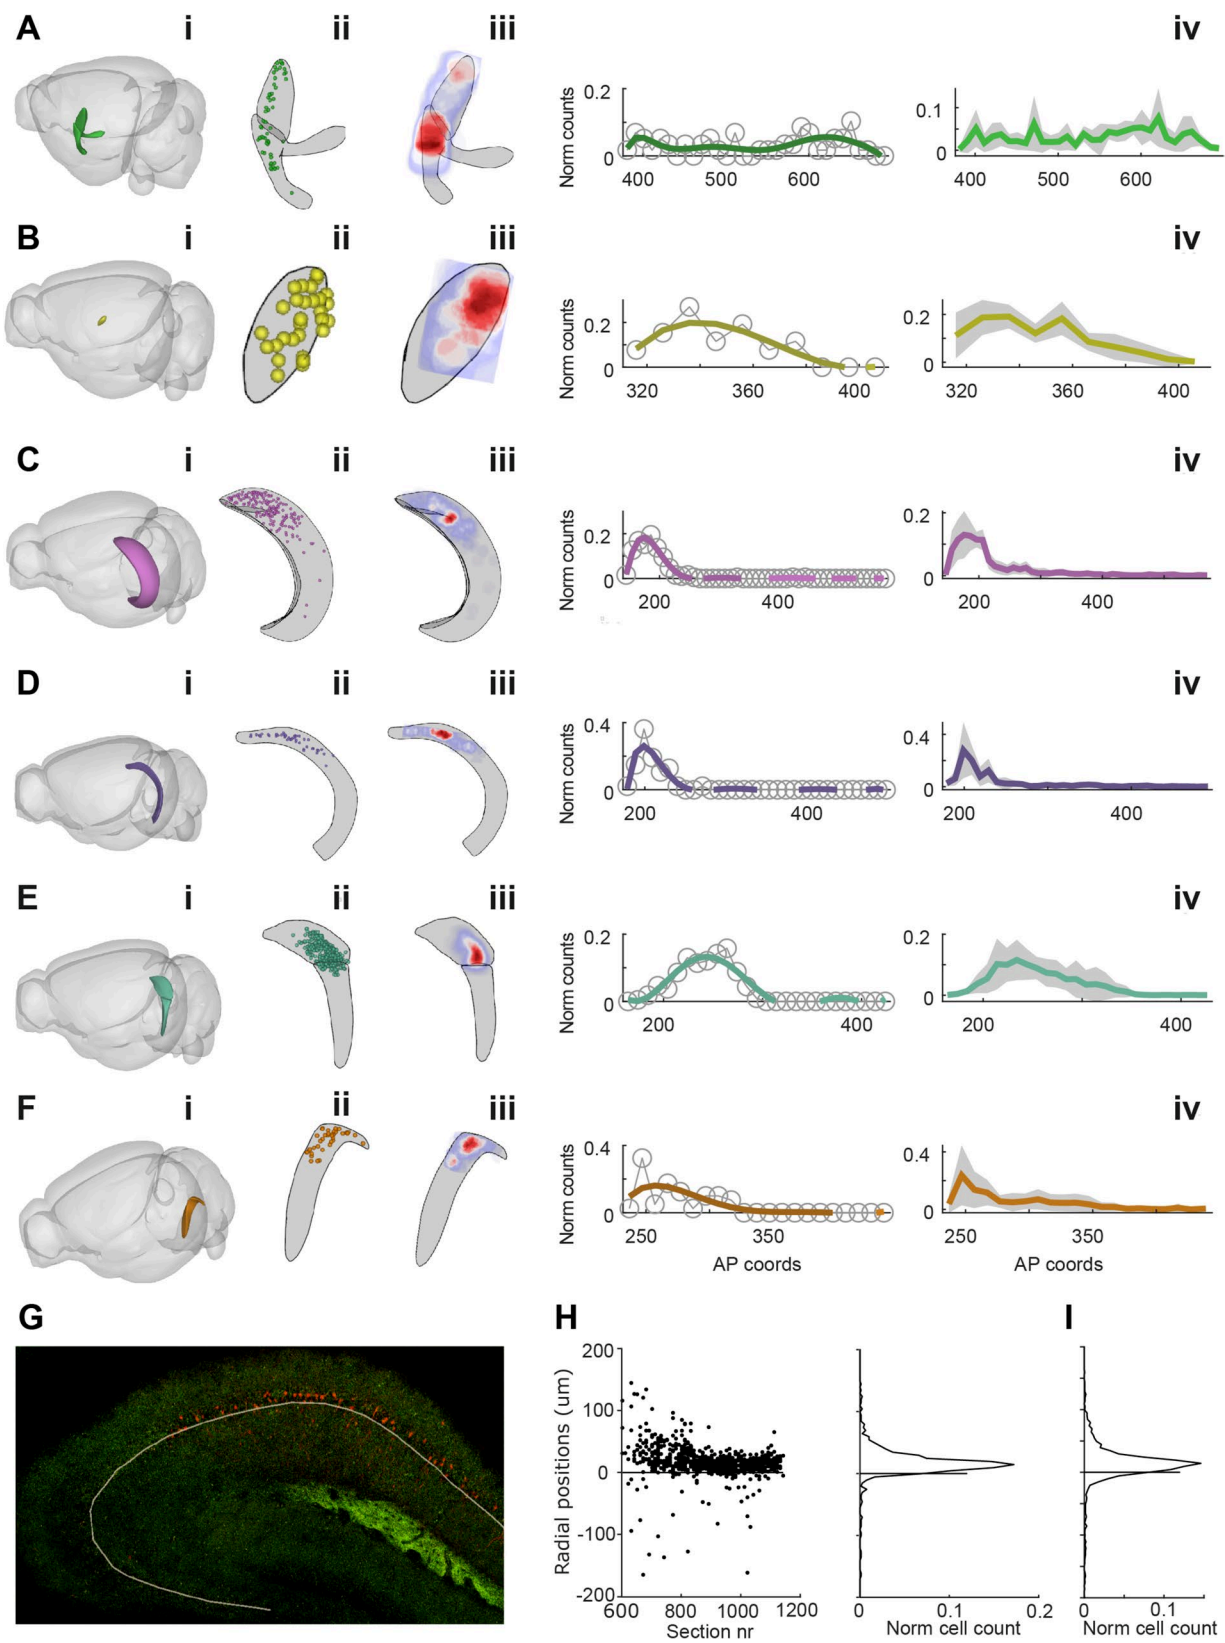 A i ii iii iv
Norm counts
0.2
0
400 500 600
0.1
0
400 500 600
B i ii iii iv
Norm counts
0.2
0
320 360 400
0.2
0
320 360 400
C i ii iii iv
Norm counts
0.2
0
200 400
0.2
0
200 400
D i ii iii iv
Norm counts
0.4
0
200 400
0.4
0
200 400
E i ii iii iv
Norm counts
0.2
0
200 300 400
0.2
0
200 400
F i ii iii iv
Norm counts
0.4
0
250 350
AP coords
0.4
0
250 350
AP coords
G H I
Radial positions (um)
200
100
0
-100
-200
600 800 1000 1200
Section nr
0 0.1 0.2
Norm cell count
0 0.1
Norm cell count